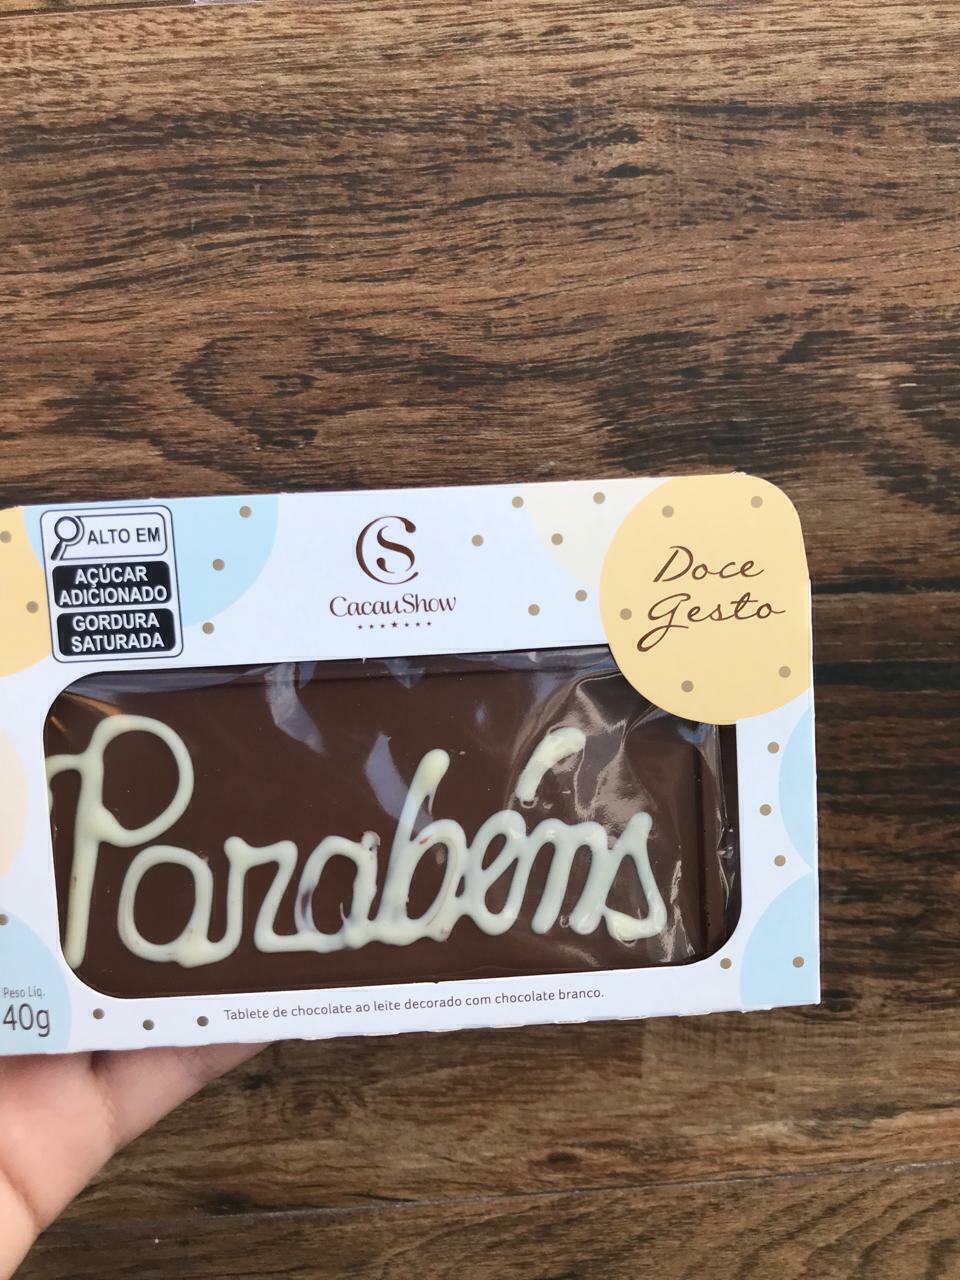 ALTO EM
AÇÚCAR
ADICIONADO
GORDURA
SATURADA
CS
CacauShow
Doce
Gesto
Parabéns
Peso Líq.
40g
Tablete de chocolate ao leite decorado com chocolate branco.